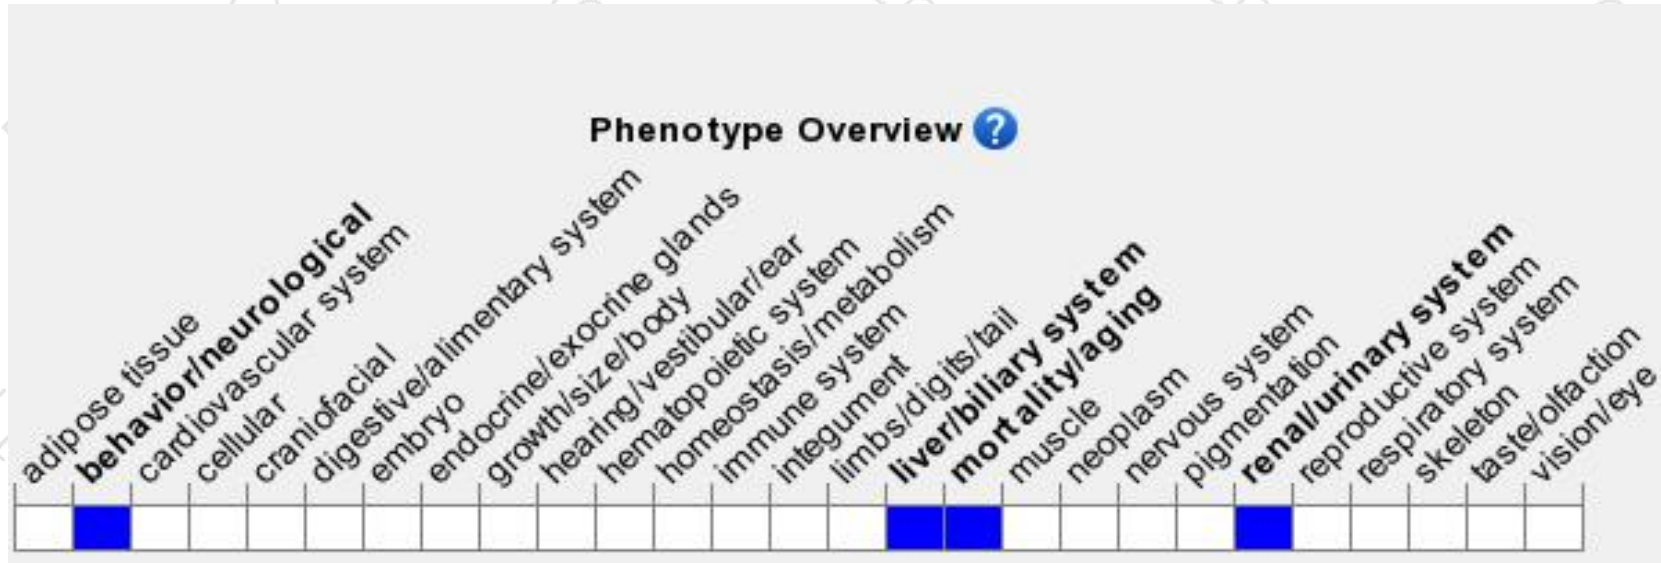 Phenotype Overview ?
adipose tissue
behavior/neurological
cardiovascular system
cellular
craniofacial
digestive/alimentary system
embryo
endocrine/exocrine glands
growth/size/body
hearing/vestibular/ear
hematopoietic system
homeostasis/metabolism
immune system
integument
limbs/digits/tail
liver/biliary system
mortality/aging
muscle
neoplasm
nervous system
pigmentation
renal/urinary system
reproductive system
respiratory system
skeleton
taste/olfaction
vision/eye